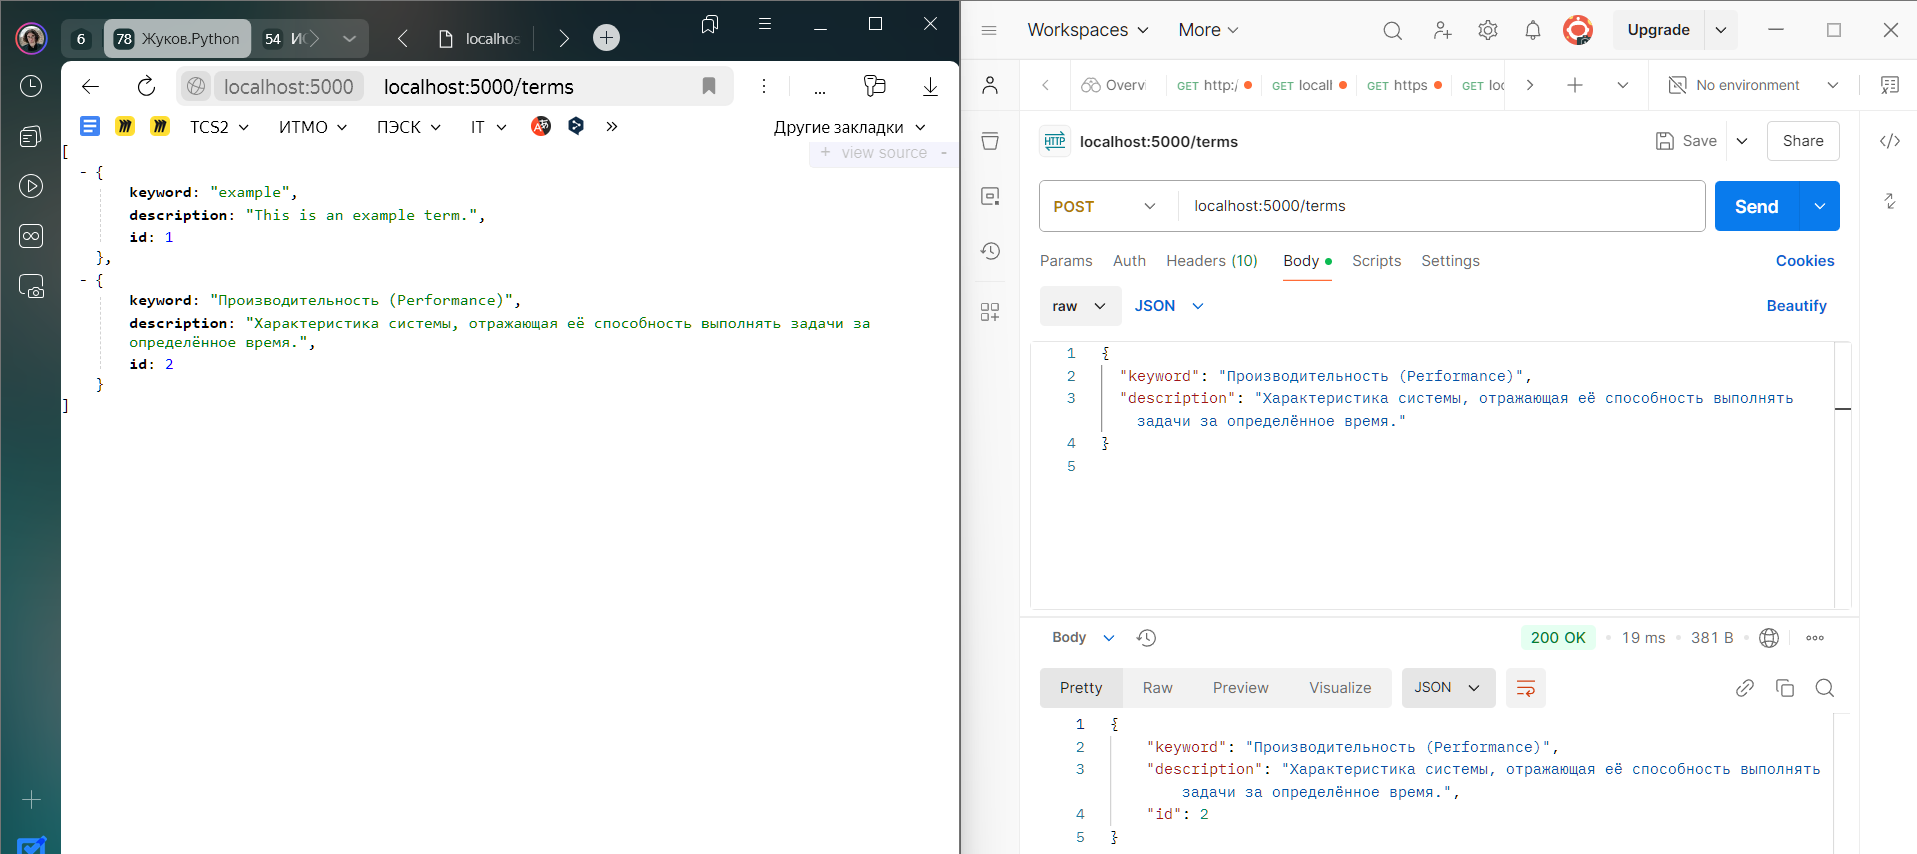 6
78 Жуков.Python
54
localhos
localhost:5000 localhost:5000/terms
TCS2
ИТМО
ПЭСК
IT
Другие закладки
+ view source -
[
- {
keyword: "example",
description: "This is an example term.",
id: 1
},
- {
keyword: "Производительность (Performance)",
description: "Характеристика системы, отражающая её способность выполнять задачи за
определённое время.",
id: 2
}
]
Workspaces
More
Upgrade
Overvi
GET http:/
GET locall
GET https
GET loc
No environment
HTTP localhost:5000/terms
Save
Share
POST localhost:5000/terms
Send
Params Auth Headers (10) Body Scripts Settings
Cookies
raw JSON
Beautify
1 {
2 "keyword": "Производительность (Performance)",
3 "description": "Характеристика системы, отражающая её способность выполнять
задачи за определённое время."
4 }
5
Body
200 OK • 19 ms • 381 B
Pretty Raw Preview Visualize JSON
1 {
2 "keyword": "Производительность (Performance)",
3 "description": "Характеристика системы, отражающая её способность выполнять
задачи за определённое время.",
4 "id": 2
5 }